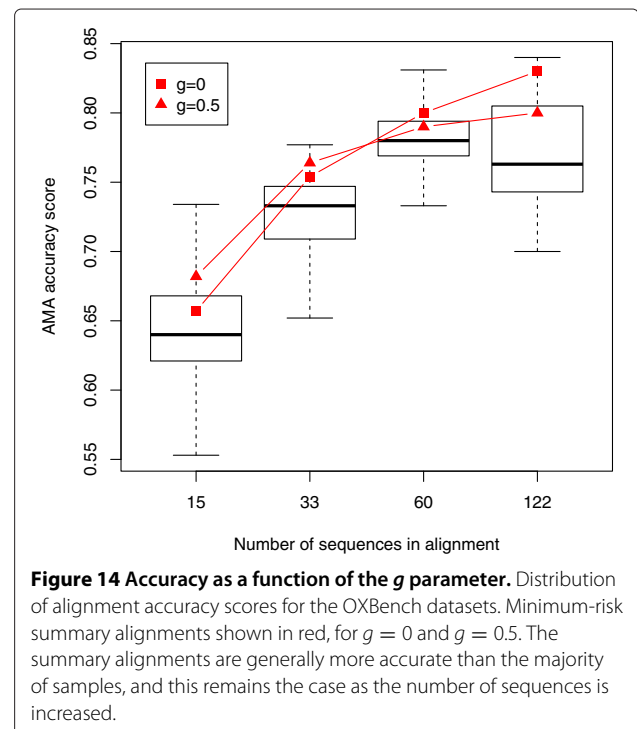 0.85
0.80
0.75
0.70
0.65
0.60
0.55
AMA accuracy score
g=0
g=0.5
15 33 60 122
Number of sequences in alignment
Figure 14 Accuracy as a function of the g parameter. Distribution
of alignment accuracy scores for the OXBench datasets. Minimum-risk
summary alignments shown in red, for g = 0 and g = 0.5. The
summary alignments are generally more accurate than the majority
of samples, and this remains the case as the number of sequences is
increased.